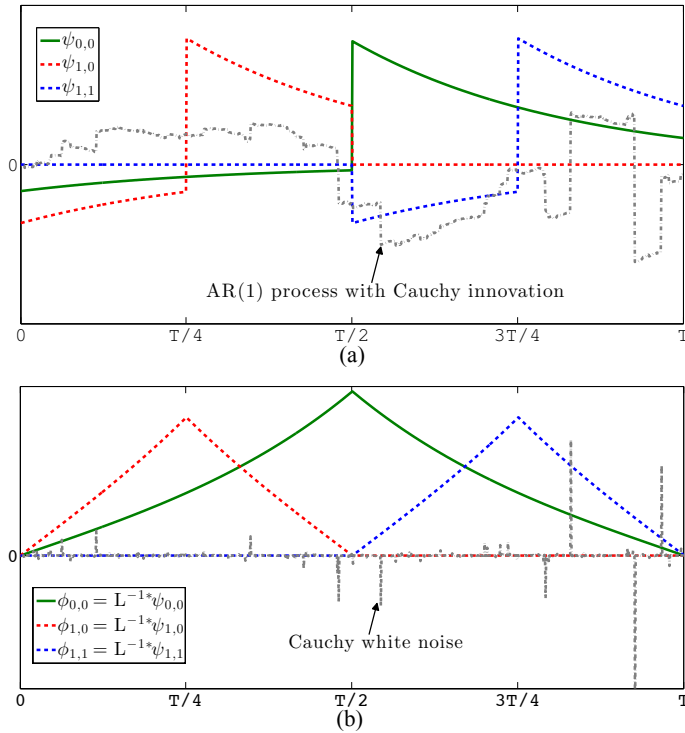 ψ0,0
ψ1,0
ψ1,1
0
AR(1) process with Cauchy innovation
0 T/4 T/2 3T/4 T
(a)
0
ϕ0,0 = L−1*ψ0,0
ϕ1,0 = L−1*ψ1,0
ϕ1,1 = L−1*ψ1,1
Cauchy white noise
0 T/4 T/2 3T/4 T
(b)